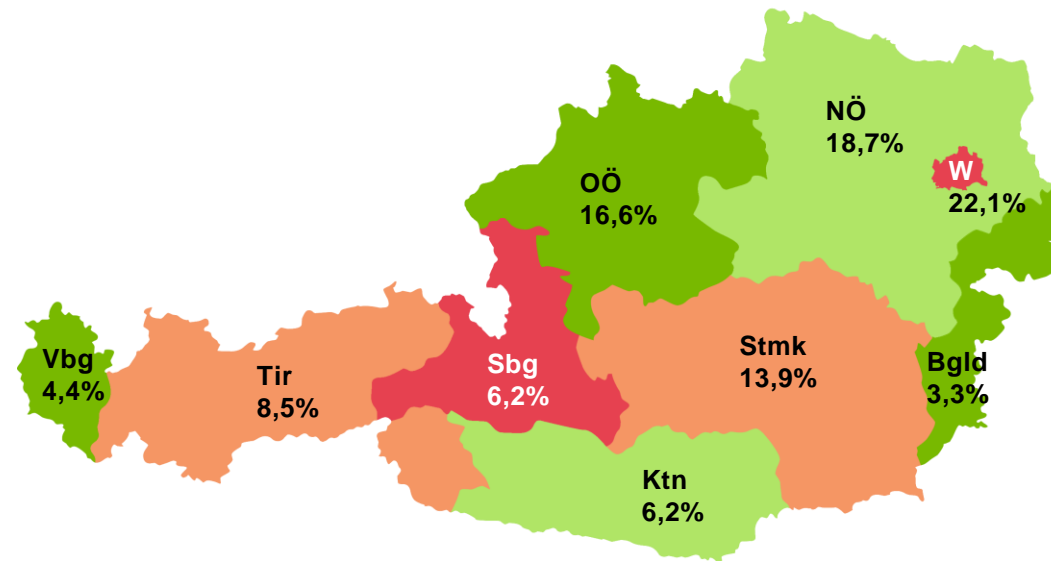 NÖ
18,7%
W
22,1%
OÖ
16,6%
Vbg
4,4%
Tir
8,5%
Sbg
6,2%
Stmk
13,9%
Bgld
3,3%
Ktn
6,2%